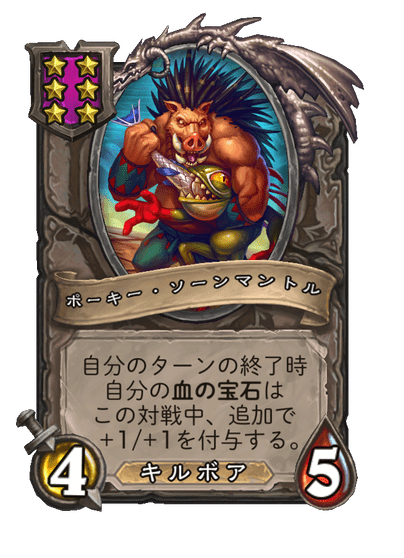 ポーキー・ソーンマントル
自分のターンの終了時
自分の血の宝石は
この対戦中、追加で
+1/+1を付与する。
4
キルボア
5